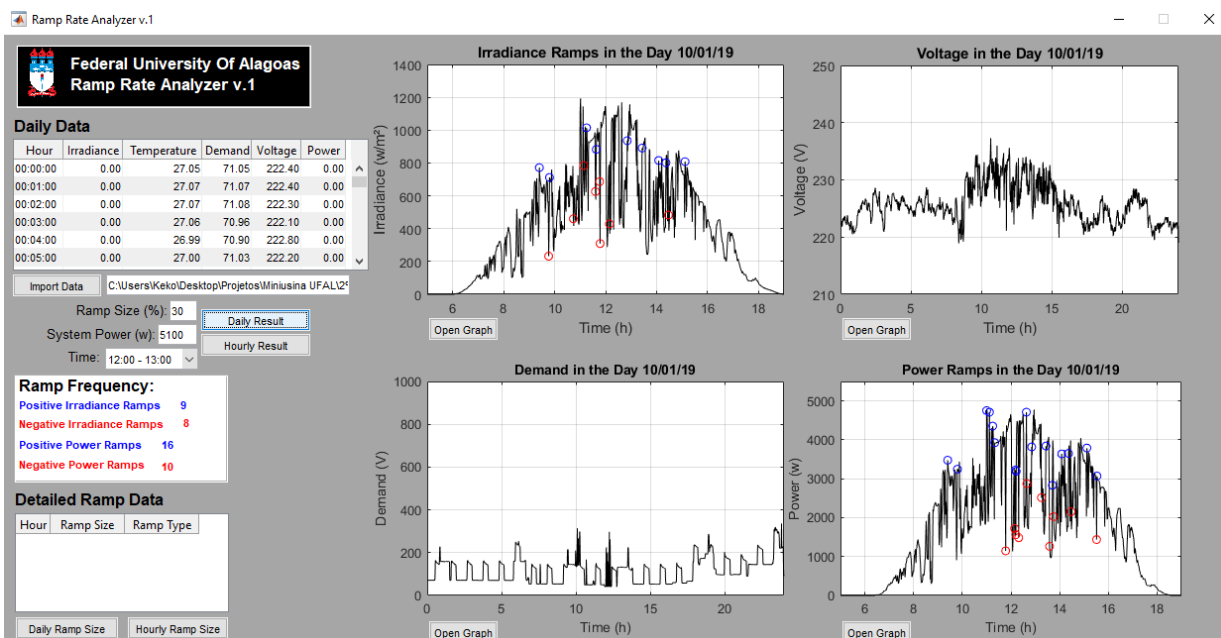 Ramp Rate Analyzer v.1
Federal University Of Alagoas
Ramp Rate Analyzer v.1
Daily Data
Hour Irradiance Temperature Demand Voltage Power
00:00:00 0.00 27.05 71.05 222.40 0.00
00:01:00 0.00 27.07 71.07 222.40 0.00
00:02:00 0.00 27.07 71.08 222.30 0.00
00:03:00 0.00 27.06 70.96 222.10 0.00
00:04:00 0.00 26.99 70.90 222.80 0.00
00:05:00 0.00 27.00 71.03 222.20 0.00
Import Data C:\Users\Keko\Desktop\Projetos\Miniusina UFAL\2º
Ramp Size (%): 30
Daily Result
System Power (w): 5100
Hourly Result
Time: 12:00 - 13:00
Ramp Frequency:
Positive Irradiance Ramps 9
Negative Irradiance Ramps 8
Positive Power Ramps 16
Negative Power Ramps 10
Detailed Ramp Data
Hour Ramp Size Ramp Type
Daily Ramp Size Hourly Ramp Size
Irradiance Ramps in the Day 10/01/19
1400
1200
1000
800
600
400
200
0
Irradiance (w/m²)
6 8 10 12 14 16 18
Time (h)
Open Graph
Voltage in the Day 10/01/19
250
240
230
220
210
Voltage (V)
0 5 10 15 20
Time (h)
Open Graph
Demand in the Day 10/01/19
1000
800
600
400
200
0
Demand (V)
0 5 10 15 20
Time (h)
Open Graph
Power Ramps in the Day 10/01/19
5000
4000
3000
2000
1000
0
Power (w)
6 8 10 12 14 16 18
Time (h)
Open Graph